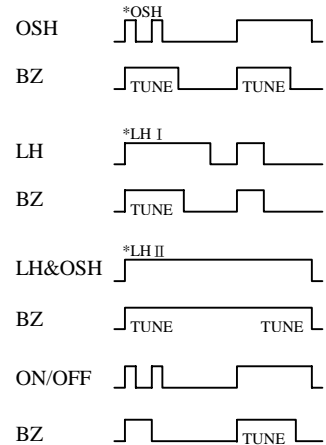 *OSH
OSH
BZ TUNE TUNE
*LH Ⅰ
LH
BZ TUNE
*LH Ⅱ
LH&OSH
BZ TUNE TUNE
ON/OFF
BZ TUNE